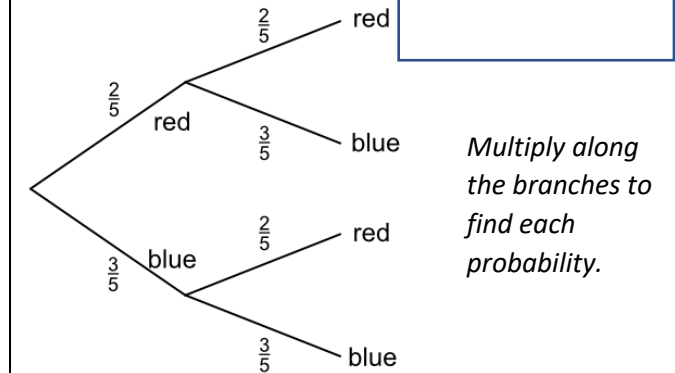 2/5
red
2/5
red
3/5
blue
Multiply along
the branches to
find each
probability.
2/5
red
blue
3/5
3/5
blue